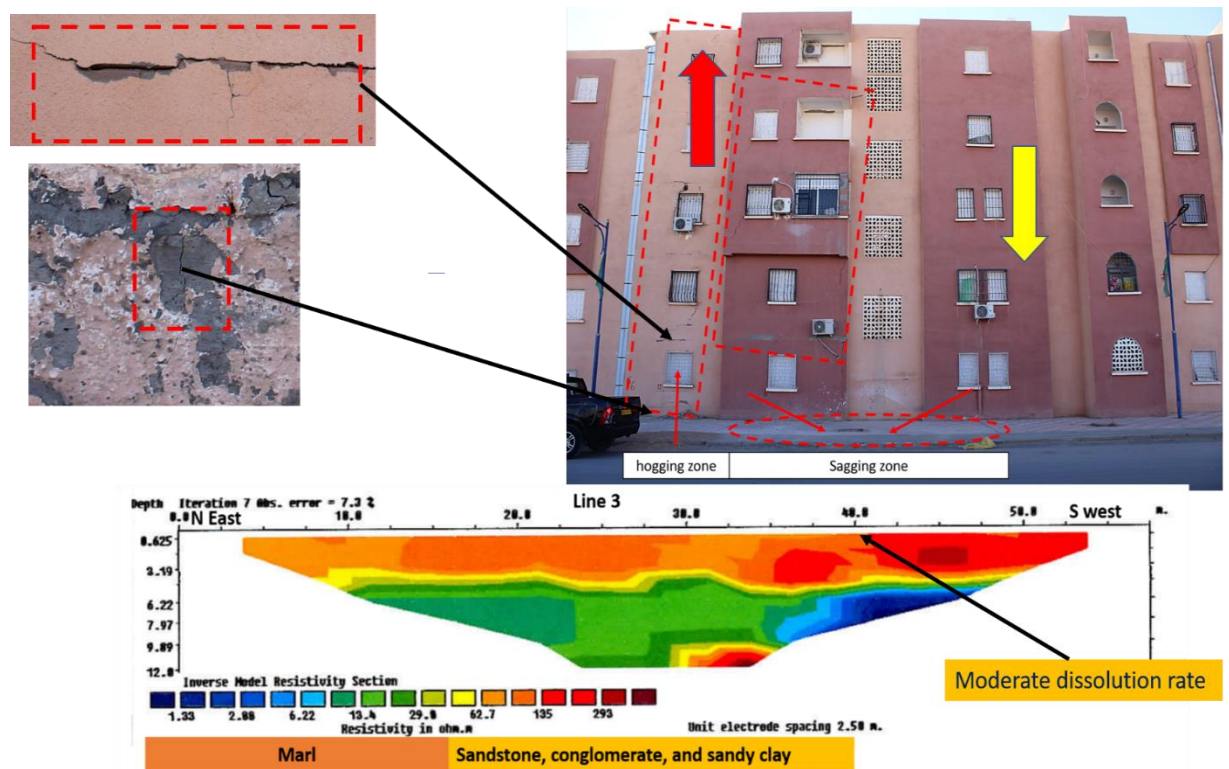 hogging zone
Sagging zone
Depth Iteration 7 Abs. error = 7.3 %
Line 3
0.0 N East 10.0 20.0 30.0 40.0 50.0 S west m.
0.625
3.19
6.22
7.97
9.89
12.0
Moderate dissolution rate
Inverse Model Resistivity Section
1.33 2.88 6.22 13.4 29.0 62.7 135 293
Resistivity in ohm.m
Unit electrode spacing 2.50 m.
Marl
Sandstone, conglomerate, and sandy clay